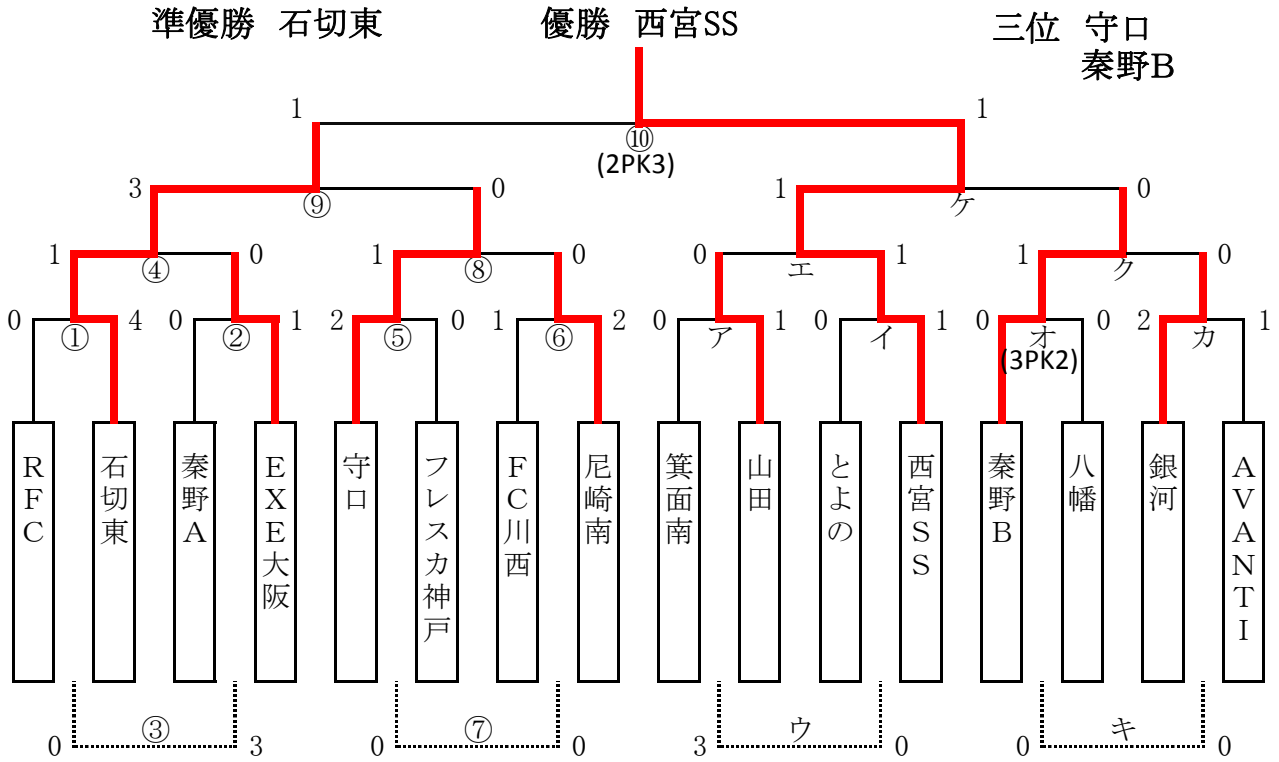 準優勝 石切東 優勝 西宮SS 三位 守口
秦野B
1 1
⑩
(2PK3)
3 0 1 0
⑨ ケ
1 0 1 0 0 1 1 0
④ ⑧ エ ク
0 4 0 1 2 0 1 2 0 1 0 1 0 0 2 1
① ② ⑤ ⑥ ア イ オ カ
(3PK2)
RFC
石切東
秦野A
EXE大阪
守口
フレスカ神戸
FC川西
尼崎南
箕面南
山田
とよの
西宮SS
秦野B
八幡
銀河
AVANTI
③ ⑦ ウ キ
0 3 0 0 3 0 0 0